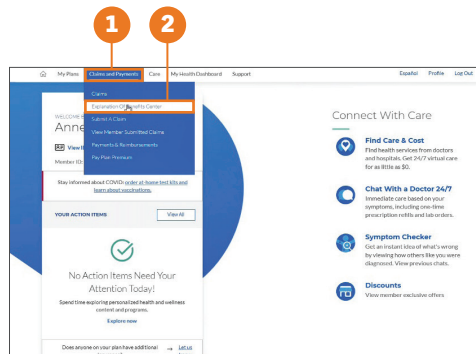 1
2
My Plans Claims and Payments Care My Health Dashboard Support Español Profile Log Out
Claims
Explanation Of Benefits Center
Submit A Claim
View Member Submitted Claims
Payments & Reimbursements
Pay Plan Premium
WELCOME
Anne
View
Member ID:
Stay informed about COVID: order at-home test kits and
learn about vaccinations.
YOUR ACTION ITEMS View All
No Action Items Need Your
Attention Today!
Spend time exploring personalized health and wellness
content and programs.
Explore now
Does anyone on your plan have additional → Let us
Connect With Care
Find Care & Cost
Find health services from doctors
and hospitals. Get 24/7 virtual care
for as little as $0.
Chat With a Doctor 24/7
Immediate care based on your
symptoms, including one-time
prescription refills and lab orders.
Symptom Checker
Get an instant idea of what's wrong
by viewing how others like you were
diagnosed. View previous chats.
Discounts
View member exclusive offers